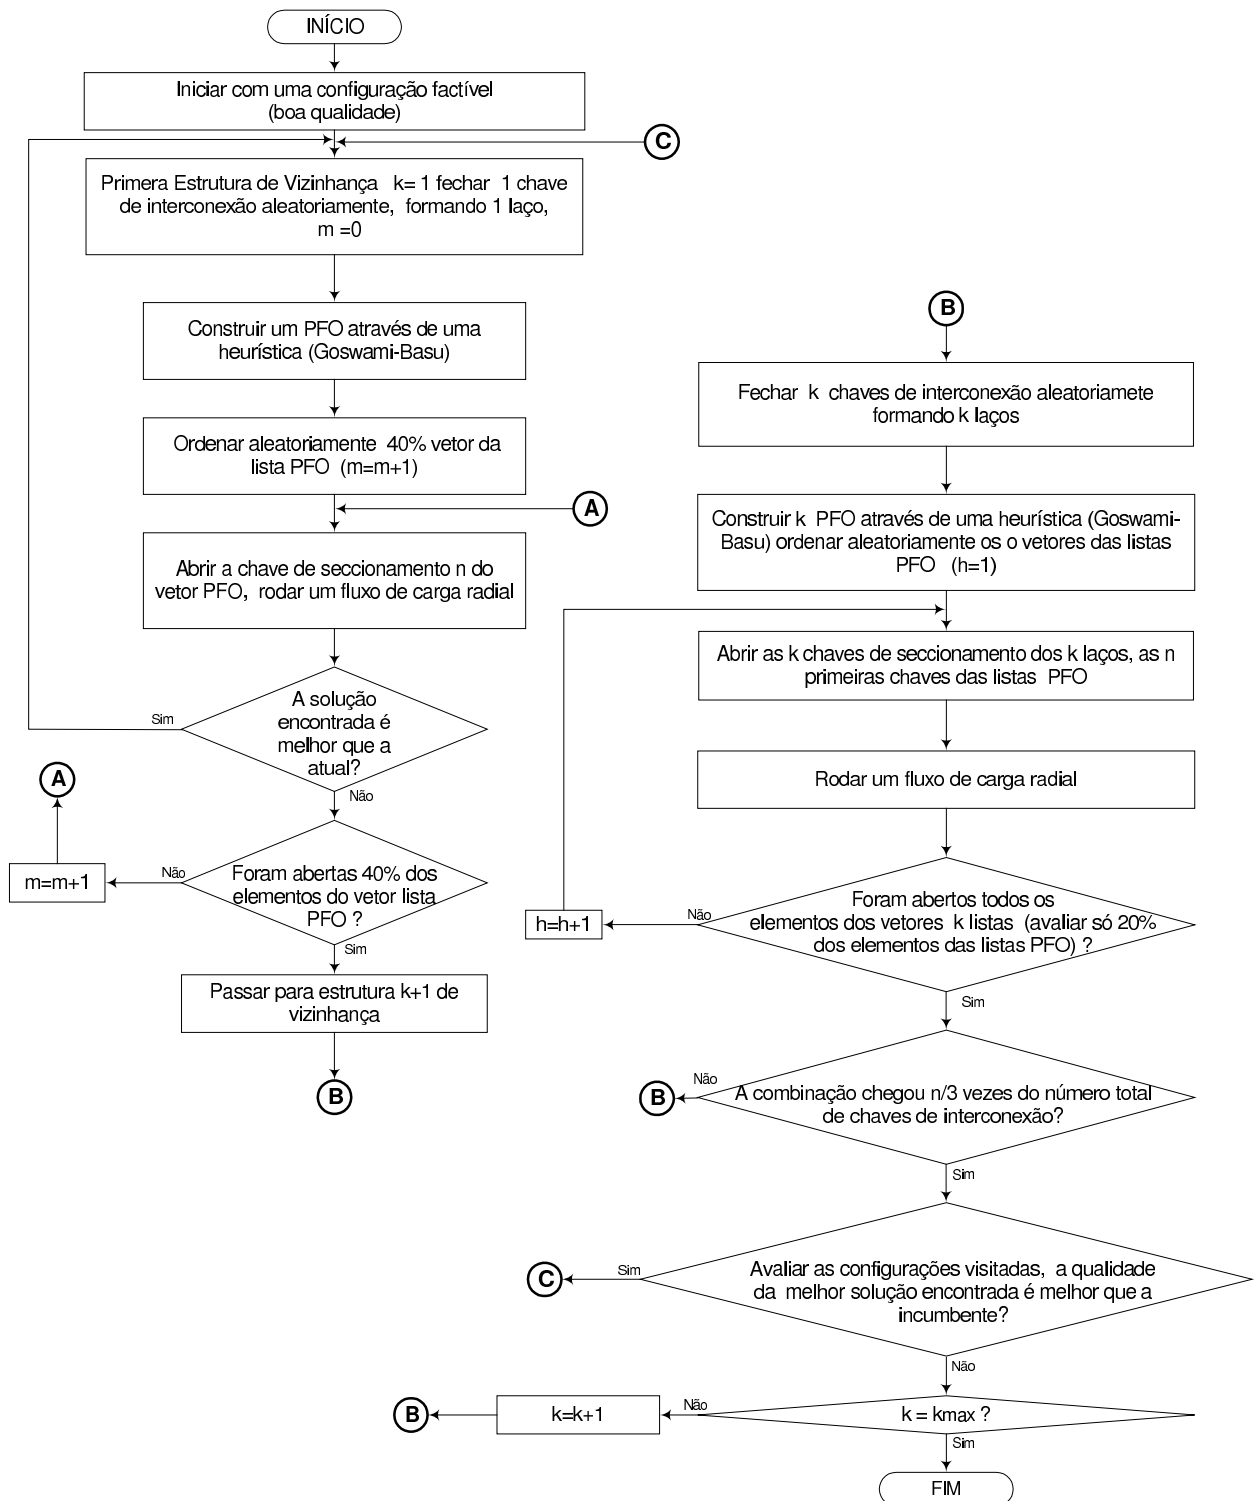 INÍCIO
Iniciar com uma configuração factível
(boa qualidade)
C
Primera Estrutura de Vizinhança k= 1 fechar 1 chave
de interconexão aleatoriamente, formando 1 laço,
m =0
Construir um PFO através de uma
heurística (Goswami-Basu)
Ordenar aleatoriamente 40% vetor da
lista PFO (m=m+1)
A
Abrir a chave de seccionamento n do
vetor PFO, rodar um fluxo de carga radial
A solução
encontrada é
melhor que a
atual?
Sim
Não
A
m=m+1
Não
Foram abertas 40% dos
elementos do vetor lista
PFO ?
Sim
Passar para estrutura k+1 de
vizinhança
B
B
Fechar k chaves de interconexão aleatoriamete
formando k laços
Construir k PFO através de uma heurística (Goswami-
Basu) ordenar aleatoriamente os o vetores das listas
PFO (h=1)
Abrir as k chaves de seccionamento dos k laços, as n
primeiras chaves das listas PFO
Rodar um fluxo de carga radial
Foram abertos todos os
elementos dos vetores k listas (avaliar só 20%
dos elementos das listas PFO) ?
Não
h=h+1
Sim
A combinação chegou n/3 vezes do número total
de chaves de interconexão?
Não
B
Sim
Avaliar as configurações visitadas, a qualidade
da melhor solução encontrada é melhor que a
incumbente?
Sim
C
Não
k = kmax ?
Não
k=k+1
B
Sim
FIM